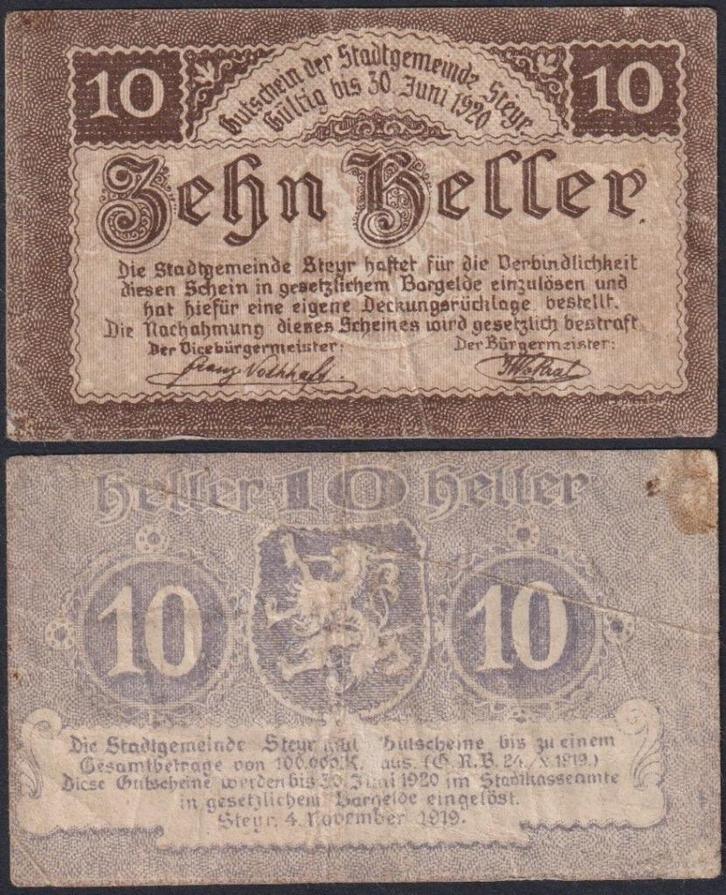 10
Gutschein der Stadtgemeinde Steyr
Gültig bis 30. Juni 1920
10
Zehn Heller.
Die Stadtgemeinde Steyr haftet für die Verbindlichkeit
diesen Schein in gesetzlichem Bargelde einzulösen und
hat hiefür eine eigene Deckungsrücklage bestellt.
Die Nachahmung dieses Scheines wird gesetzlich bestraft
Der Vicebürgermeister: Der Bürgermeister:
Franz
Heller 10 Heller
10 10
Die Stadtgemeinde Steyr Gutscheine bis zu einem
Gesamtbetrage von 100.000 K. aus. (G. R. B. 24./X. 1919.)
Diese Gutscheine werden bis 30. Juni 1920 im Stadtkasseamte
in gesetzlichem Bargelde eingelöst.
Steyr, 4. November 1919.